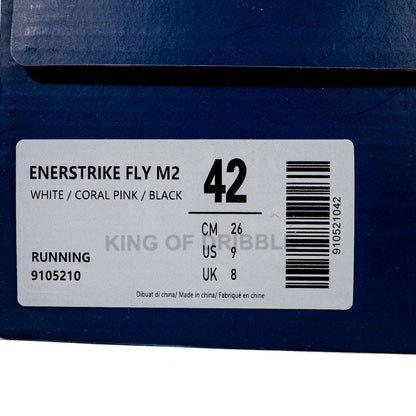 ENERSTRIKE FLY M2
WHITE / CORAL PINK / BLACK
42
CM 26
US 9
UK 8
KING OF DRIBBLE
RUNNING
9105210
Dibuat di china/ Made in china/ Fabriqué en chine
910521042